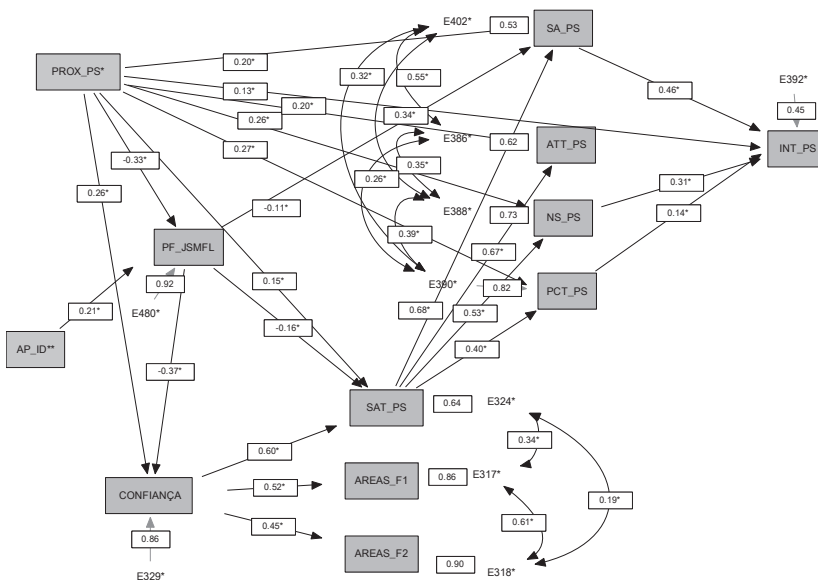 E402*
0.53
SA_PS
PROX_PS*
0.20*
0.32*
0.55*
E392*
0.13*
0.46*
0.20*
0.45
0.34*
0.26*
E386*
0.62
ATT_PS
INT_PS
0.27*
-0.33*
0.35*
0.26*
0.26*
0.31*
-0.11*
E388*
0.73
NS_PS
0.14*
0.39*
PF_JSMFL
0.67*
0.92
0.15*
E390*
0.82
PCT_PS
0.21*
E480*
0.68*
0.53*
-0.16*
AP_ID**
0.40*
-0.37*
SAT_PS
0.64
E324*
0.34*
0.60*
CONFIANÇA
0.52*
AREAS_F1
0.86
E317*
0.19*
0.45*
0.61*
0.86
AREAS_F2
0.90
E318*
E329*